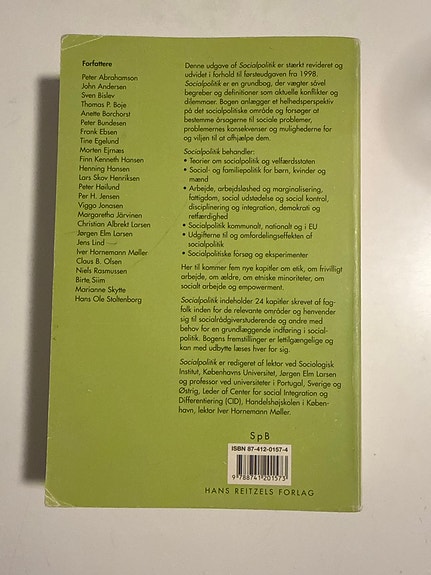 Forfattere
Peter Abrahamson
John Andersen
Sven Bislev
Thomas P. Boje
Anette Borchorst
Peter Bundesen
Frank Ebsen
Tine Egelund
Morten Ejrnæs
Finn Kenneth Hansen
Henning Hansen
Lars Skov Henriksen
Peter Høilund
Per H. Jensen
Viggo Jonasen
Margaretha Järvinen
Christian Albrekt Larsen
Jørgen Elm Larsen
Jens Lind
Iver Hornemann Møller
Claus B. Olsen
Niels Rasmussen
Birte Siim
Marianne Skytte
Hans Ole Stoltenborg
Denne udgave af Socialpolitik er stærkt revideret og
udvidet i forhold til førsteudgaven fra 1998.
Socialpolitik er en grundbog, der vægter såvel
begreber og definitioner som aktuelle konflikter og
dilemmaer. Bogen anlægger et helhedsperspektiv
på det socialpolitiske område og forsøger at
bestemme årsagerne til sociale problemer,
problemernes konsekvenser og mulighederne for
og viljen til at afhjælpe dem.
Socialpolitik behandler:
• Teorier om socialpolitik og velfærdsstaten
• Social- og familiepolitik for børn, kvinder og
mænd
• Arbejde, arbejdsløshed og marginalisering,
fattigdom, social udstødelse og social kontrol,
disciplinering og integration, demokrati og
retfærdighed
• Socialpolitik kommunalt, nationalt og i EU
• Udgifterne til og omfordelingseffekten af
socialpolitik
• Socialpolitiske forsøg og eksperimenter
Her til kommer fem nye kapitler om etik, om frivilligt
arbejde, om ældre, om etniske minoriteter, om
socialt arbejde og empowerment.
Socialpolitik indeholder 24 kapitler skrevet af fag-
folk inden for de relevante områder og henvender
sig til socialrådgiverstuderende og andre med
behov for en grundlæggende indføring i social-
politik. Bogens fremstillinger er lettilgængelige og
kan med udbytte læses hver for sig.
Socialpolitik er redigeret af lektor ved Sociologisk
Institut, Københavns Universitet, Jørgen Elm Larsen
og professor ved universiteter i Portugal, Sverige og
Østrig, Leder af Center for social Integration og
Differentiering (CID), Handelshøjskolen i Køben-
havn, lektor Iver Hornemann Møller.
SpB
ISBN 87-412-0157-4
9 788741 201573
HANS REITZELS FORLAG